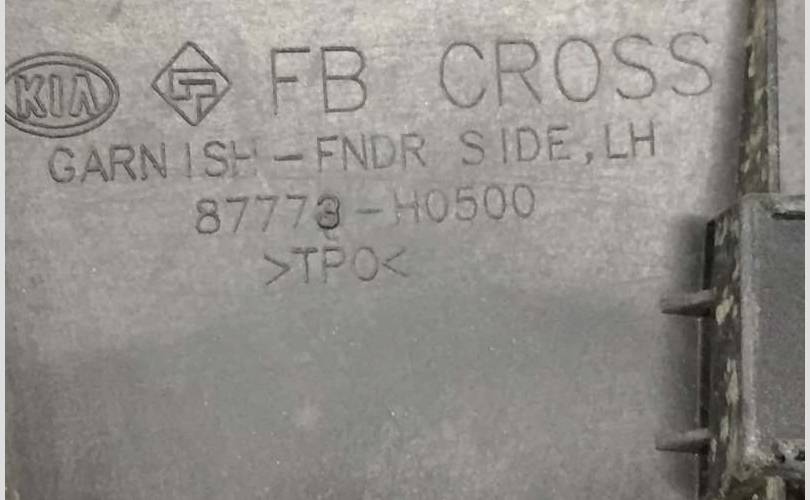 KIA FB CROSS
GARNISH-FNDR SIDE,LH
87773-H0500
>TPO<